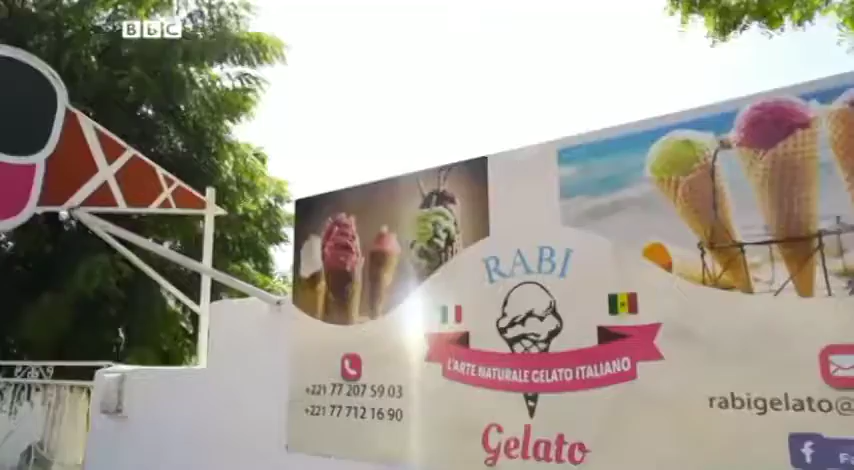 BBC
RABI
L'ARTE NATURALE GELATO ITALIANO
Gelato
+221 77 207 59 03
+221 77 712 16 90
rabigelato@